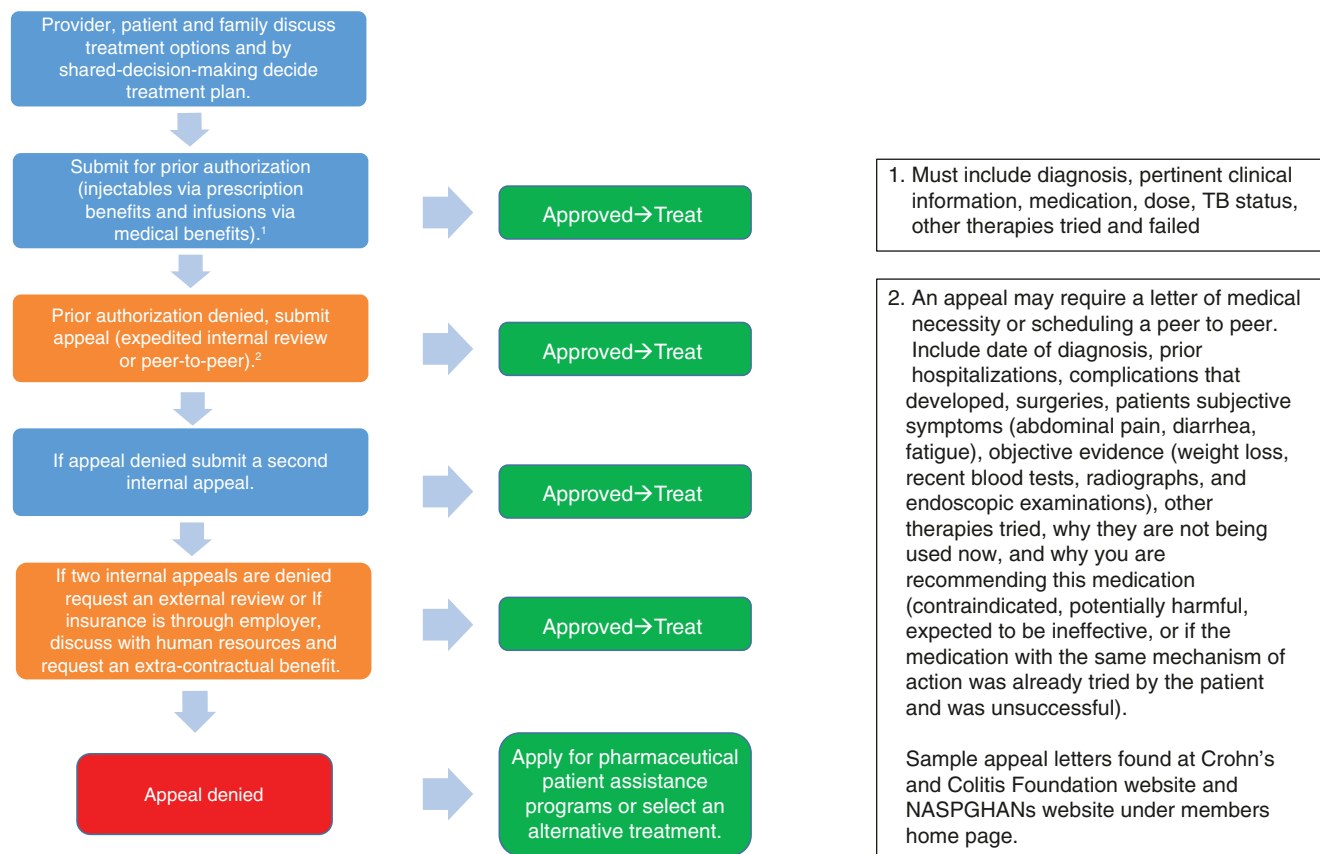 Provider, patient and family discuss
treatment options and by
shared-decision-making decide
treatment plan.
Submit for prior authorization
(injectables via prescription
benefits and infusions via
medical benefits).¹
Approved→Treat
Prior authorization denied, submit
appeal (expedited internal review
or peer-to-peer).²
Approved→Treat
If appeal denied submit a second
internal appeal.
Approved→Treat
If two internal appeals are denied
request an external review or If
insurance is through employer,
discuss with human resources and
request an extra-contractual benefit.
Approved→Treat
Appeal denied
Apply for pharmaceutical
patient assistance
programs or select an
alternative treatment.
1. Must include diagnosis, pertinent clinical
information, medication, dose, TB status,
other therapies tried and failed
2. An appeal may require a letter of medical
necessity or scheduling a peer to peer.
Include date of diagnosis, prior
hospitalizations, complications that
developed, surgeries, patients subjective
symptoms (abdominal pain, diarrhea,
fatigue), objective evidence (weight loss,
recent blood tests, radiographs, and
endoscopic examinations), other
therapies tried, why they are not being
used now, and why you are
recommending this medication
(contraindicated, potentially harmful,
expected to be ineffective, or if the
medication with the same mechanism of
action was already tried by the patient
and was unsuccessful).
Sample appeal letters found at Crohn's
and Colitis Foundation website and
NASPGHANs website under members
home page.